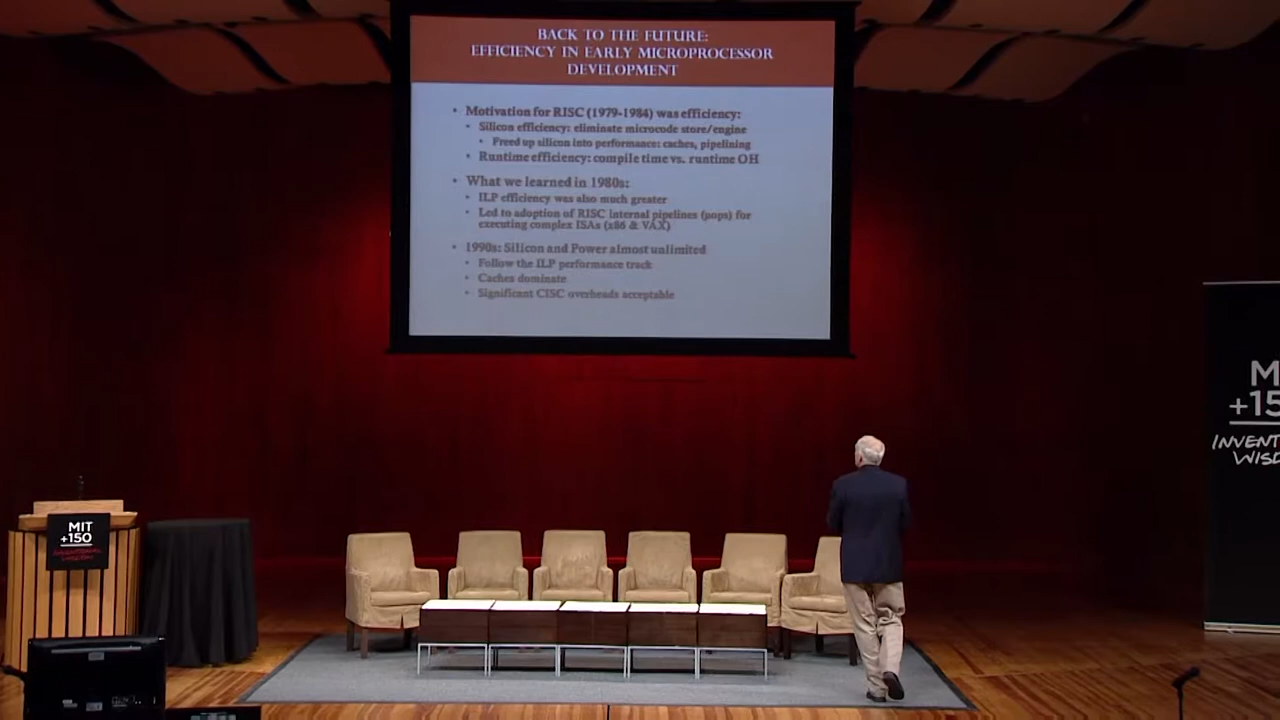 BACK TO THE FUTURE:
EFFICIENCY IN EARLY MICROPROCESSOR
DEVELOPMENT
• Motivation for RISC (1979-1984) was efficiency:
• Silicon efficiency: eliminate microcode store/engine
• Freed up silicon into performance: caches, pipelining
• Runtime efficiency: compile time vs. runtime OH
• What we learned in 1980s:
• ILP efficiency was also much greater
• Led to adoption of RISC internal pipelines (µops) for
executing complex ISAs (x86 & VAX)
• 1990s: Silicon and Power almost unlimited
• Follow the ILP performance track
• Caches dominate
• Significant CISC overheads acceptable
M
+15
INVENT
WISD
MIT
+150
INVENTIONAL
WISDOM